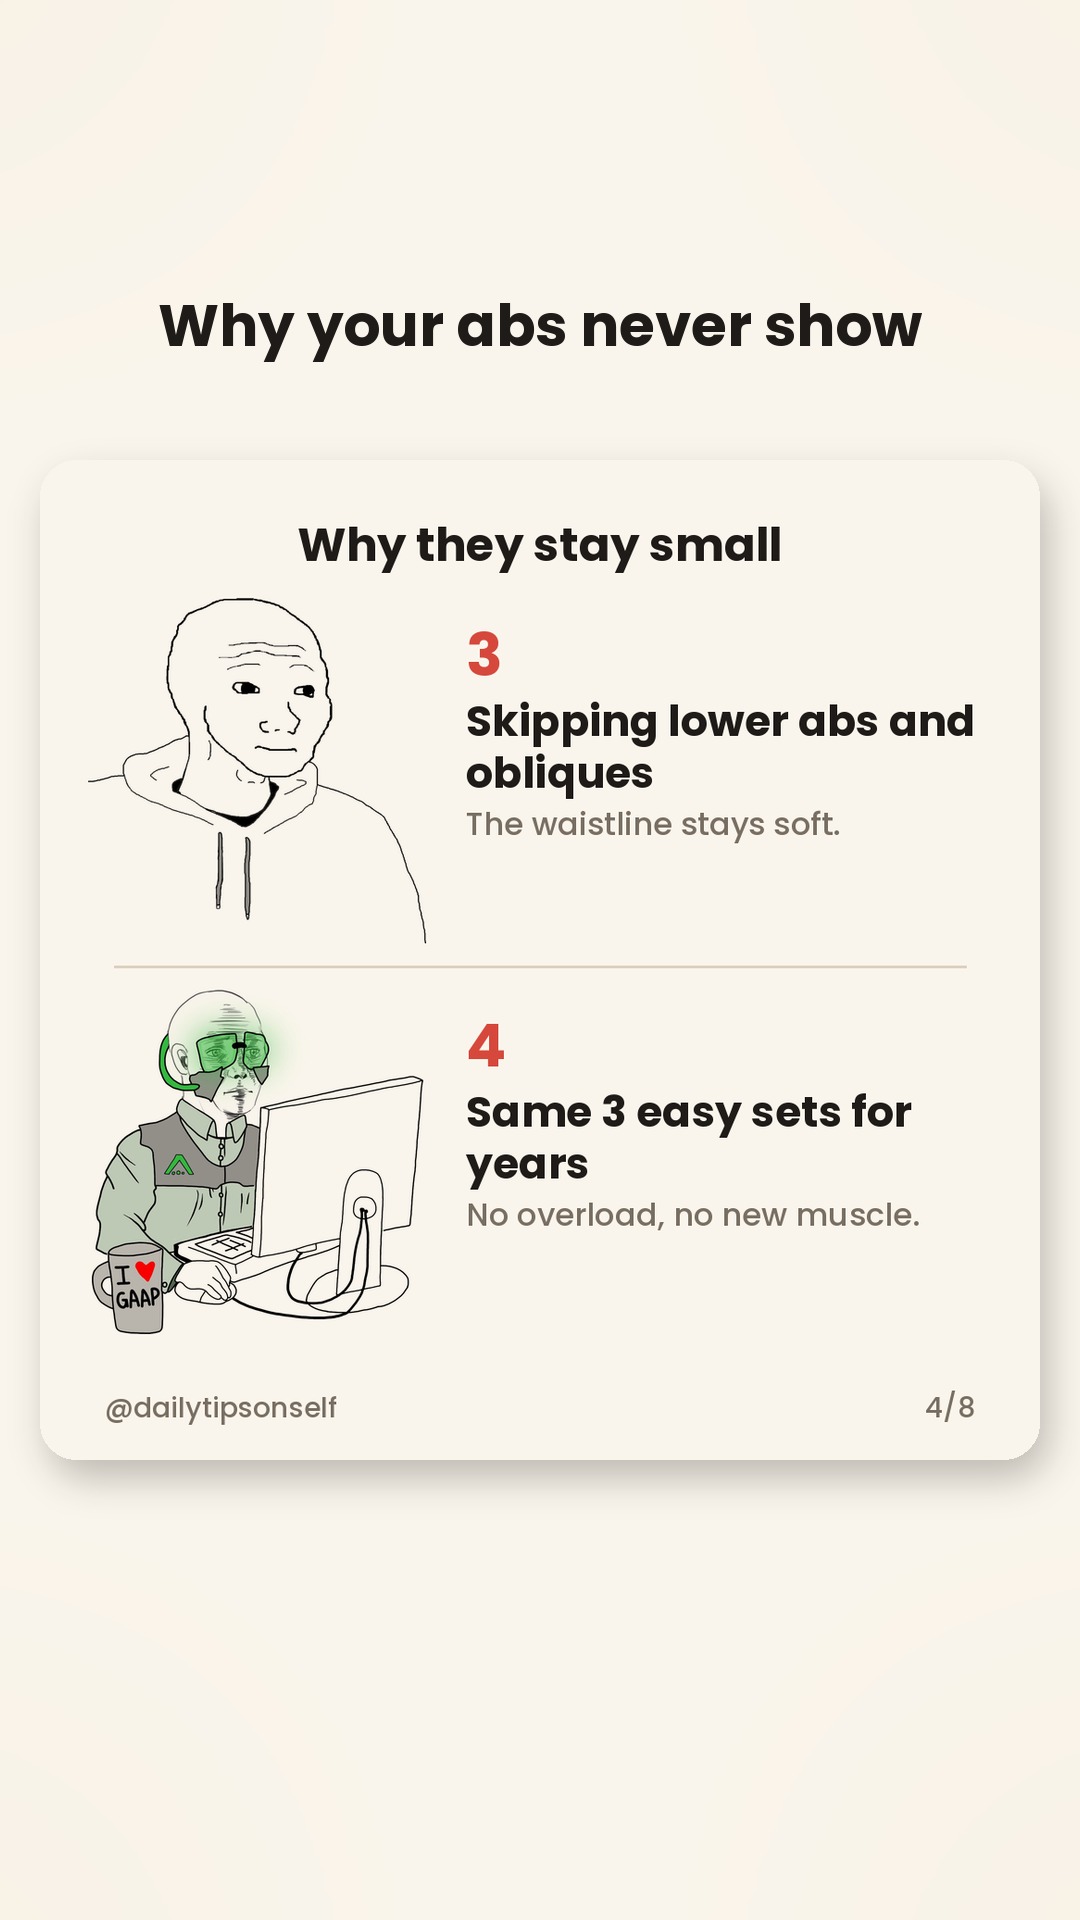 Why your abs never show
Why they stay small
3
Skipping lower abs and
obliques
The waistline stays soft.
4
Same 3 easy sets for
years
No overload, no new muscle.
I ♥
GAAP
@dailytipsonself
4/8